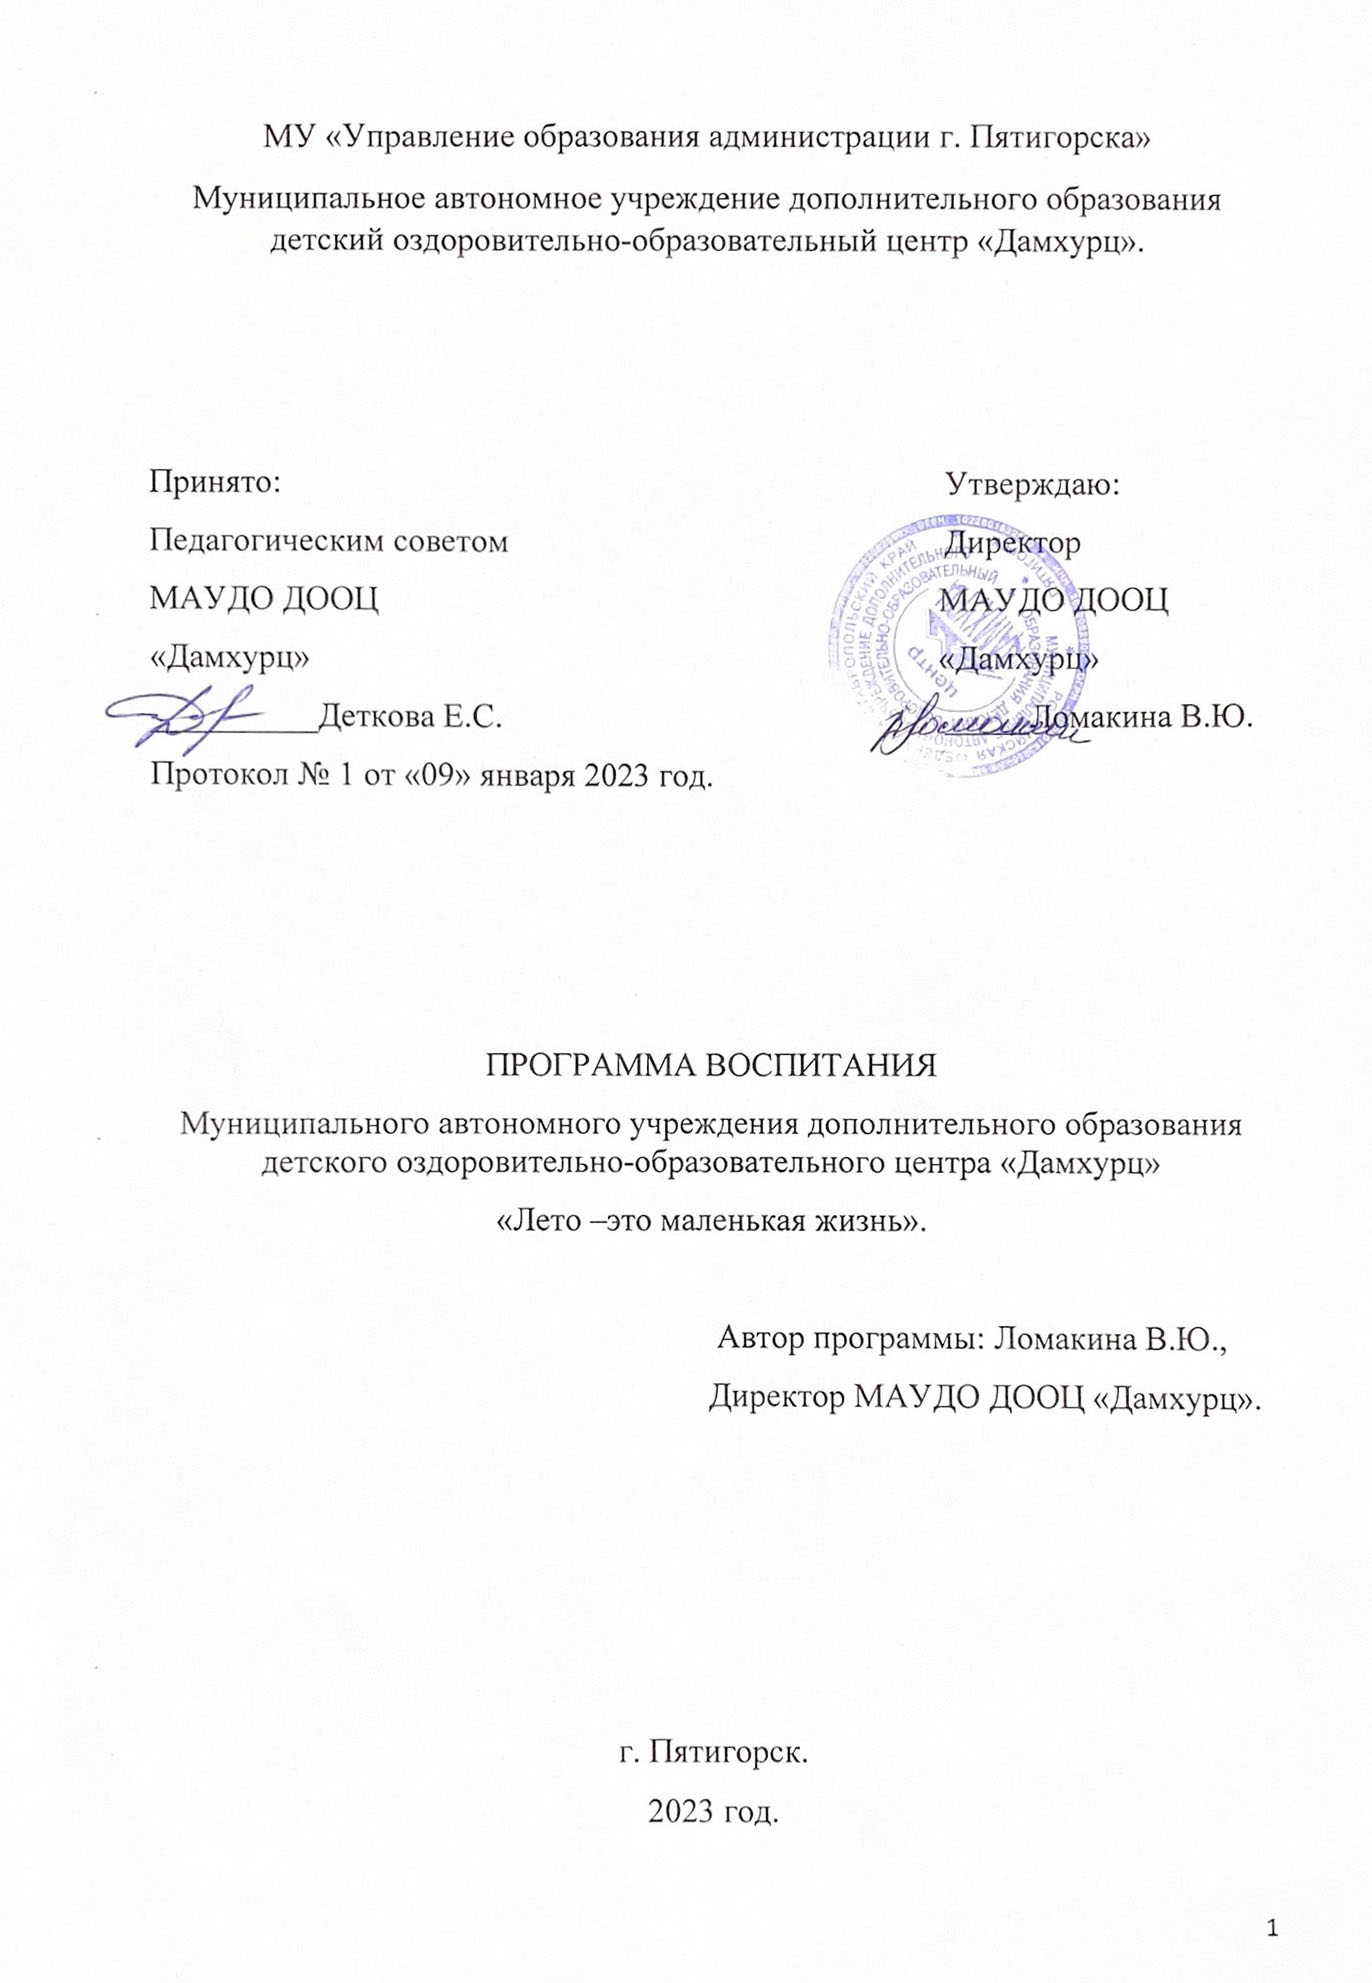 МУ «Управление образования администрации г. Пятигорска»
Муниципальное автономное учреждение дополнительного образования
детский оздоровительно-образовательный центр «Дамхурц».
Принято:
Педагогическим советом
МАУДО ДООЦ
«Дамхурц»
Деткова Е.С.
Протокол № 1 от «09» января 2023 год.
Утверждаю:
Директор
МАУДО ДООЦ
«Дамхурц»
Ломакина В.Ю.
ПРОГРАММА ВОСПИТАНИЯ
Муниципального автономного учреждения дополнительного образования
детского оздоровительно-образовательного центра «Дамхурц»
«Лето –это маленькая жизнь».
Автор программы: Ломакина В.Ю.,
Директор МАУДО ДООЦ «Дамхурц».
г. Пятигорск.
2023 год.
1